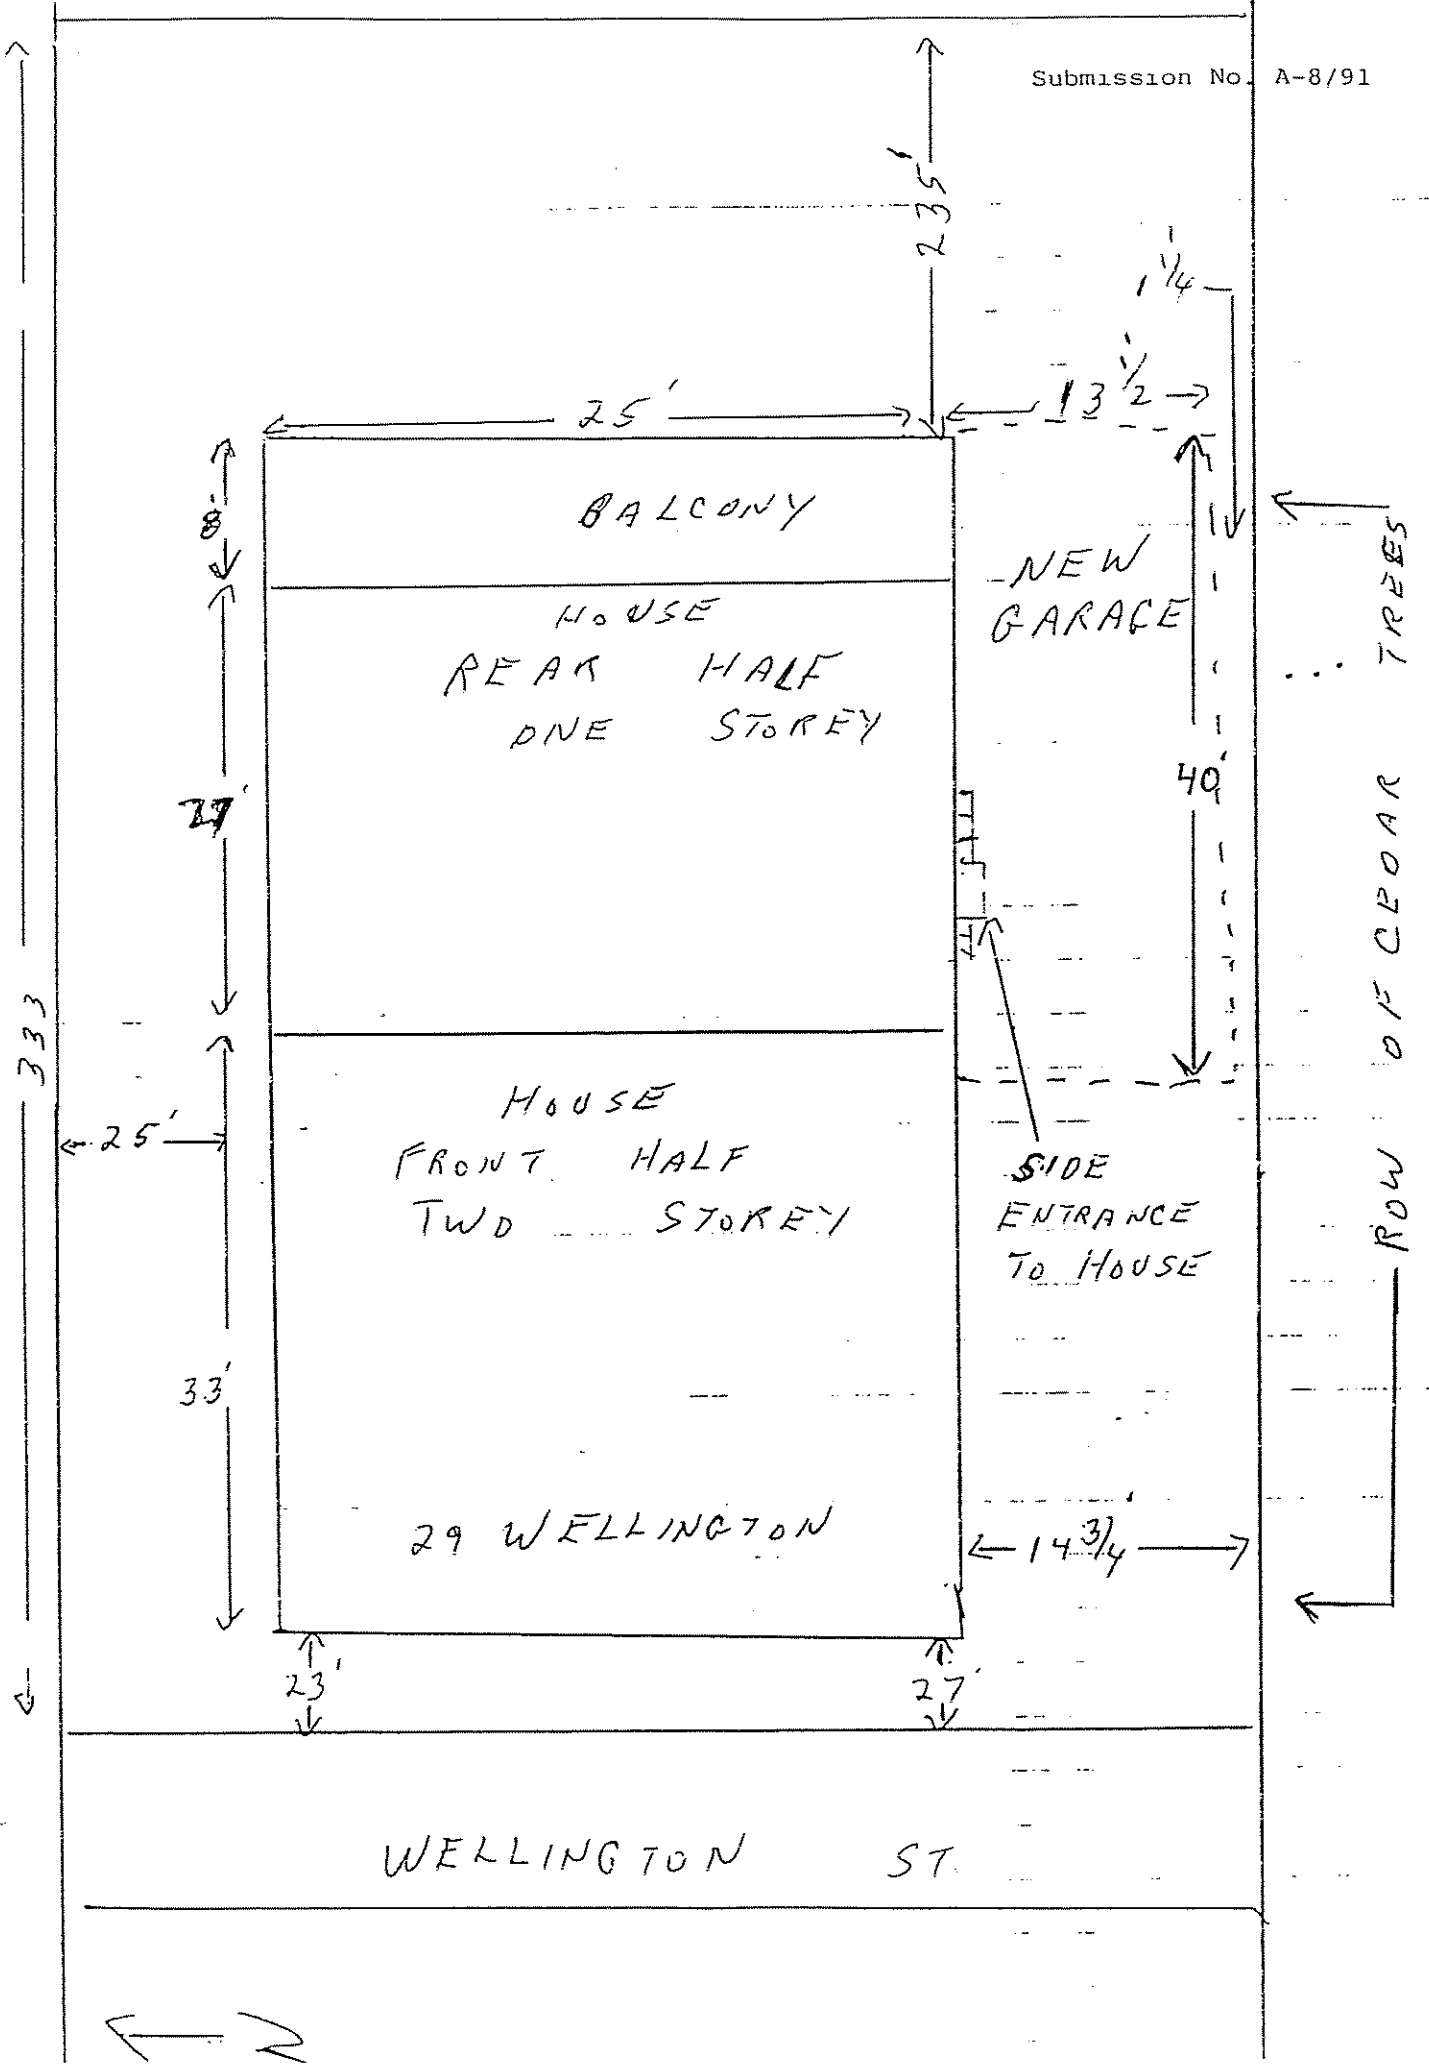 Submission No. A-8/91
235'
1 1/4'
25'
13 1/2'
8'
BALCONY
NEW
GARAGE
HOUSE
REAR HALF
ONE STOREY
40'
333
HOUSE
FRONT HALF
TWO STOREY
25'
SIDE
ENTRANCE
TO HOUSE
33'
29 WELLINGTON
14 3/4'
23'
27'
ROW OF CEDAR TREES
WELLINGTON ST.
N